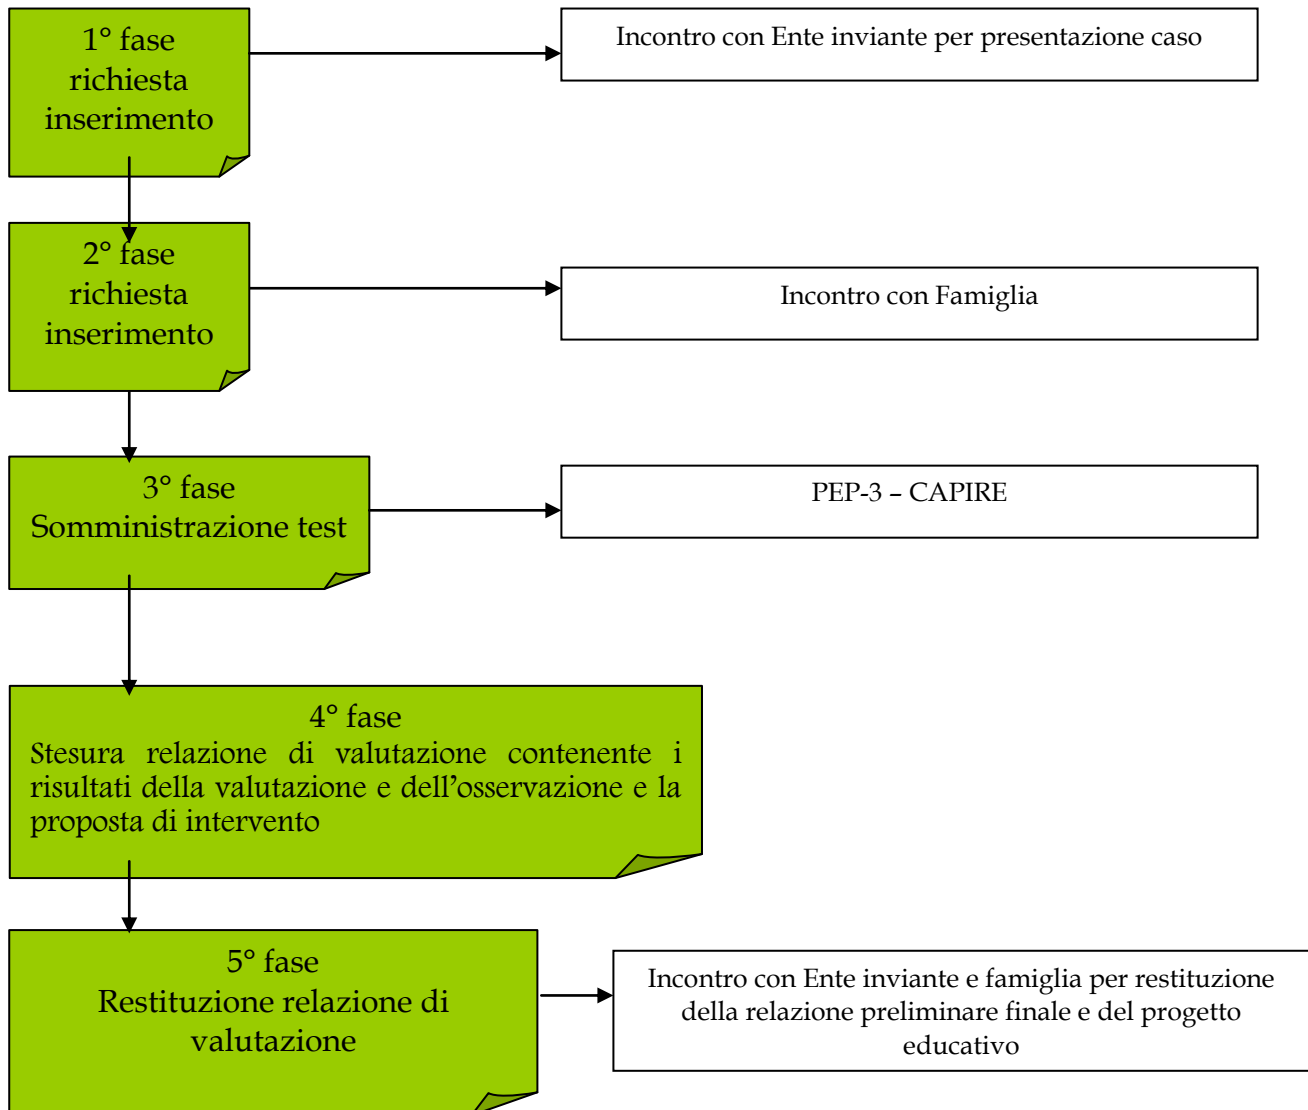 1° fase
richiesta
inserimento
Incontro con Ente inviante per presentazione caso
2° fase
richiesta
inserimento
Incontro con Famiglia
3° fase
Somministrazione test
PEP-3 – CAPIRE
4° fase
Stesura relazione di valutazione contenente i
risultati della valutazione e dell'osservazione e la
proposta di intervento
5° fase
Restituzione relazione di
valutazione
Incontro con Ente inviante e famiglia per restituzione
della relazione preliminare finale e del progetto
educativo